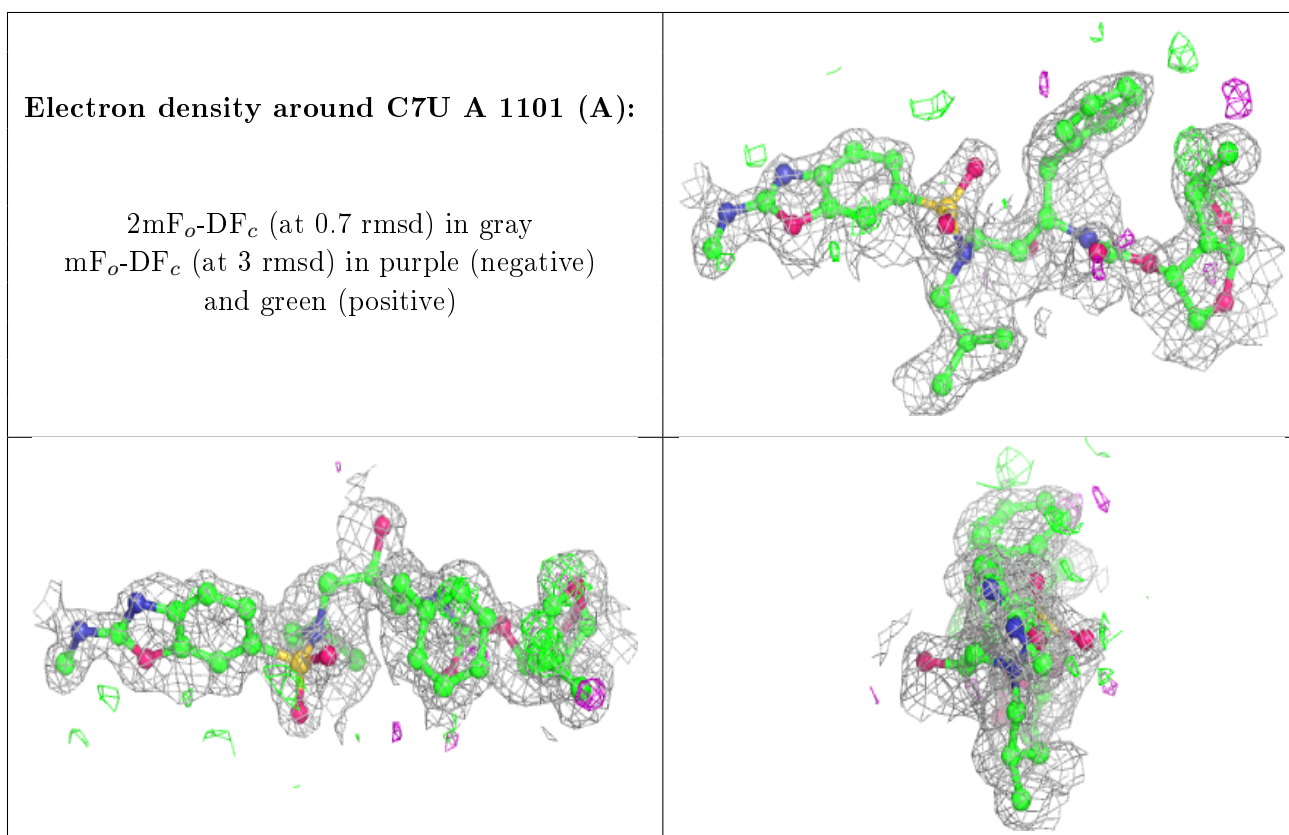 Electron density around C7U A 1101 (A):
2mFo-DFc (at 0.7 rmsd) in gray
mFo-DFc (at 3 rmsd) in purple (negative)
and green (positive)